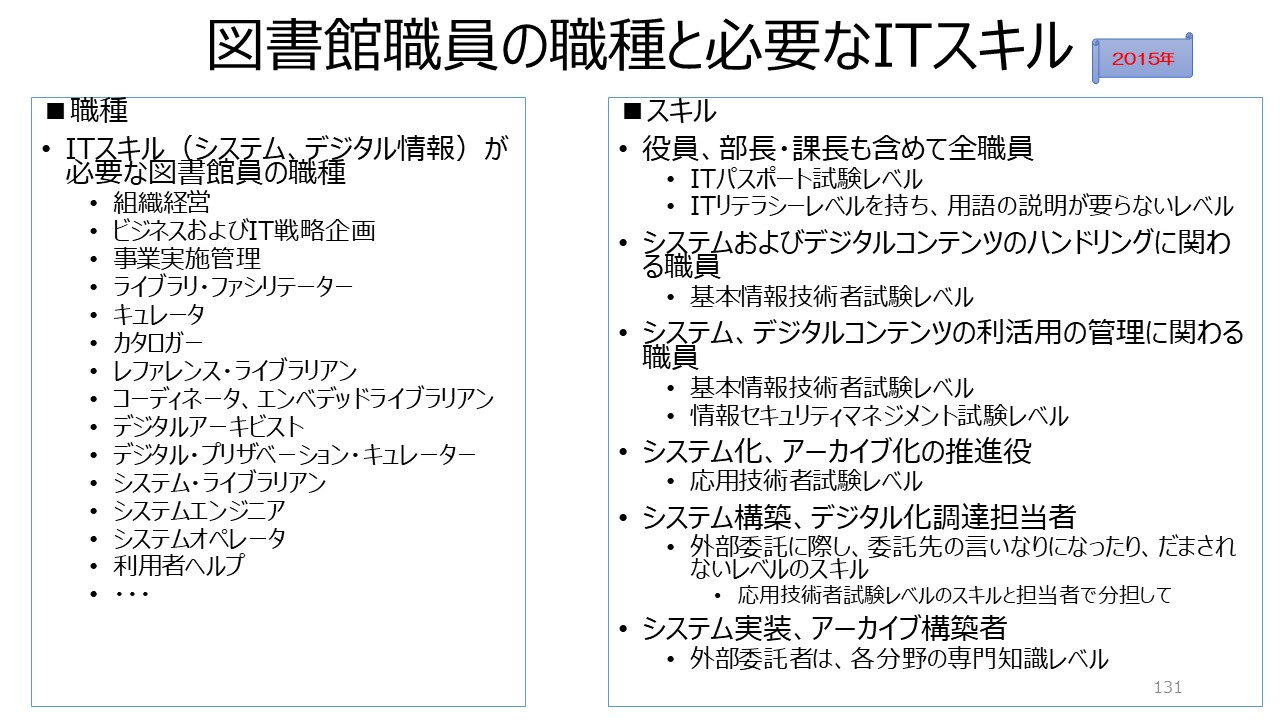 図書館職員の職種と必要なITスキル
2015年
■職種
• ITスキル（システム、デジタル情報）が
必要な図書館員の職種
• 組織経営
• ビジネスおよびIT戦略企画
• 事業実施管理
• ライブラリ・ファシリテーター
• キュレータ
• カタロガー
• レファレンス・ライブラリアン
• コーディネータ、エンベデッドライブラリアン
• デジタルアーキビスト
• デジタル・プリザベーション・キュレーター
• システム・ライブラリアン
• システムエンジニア
• システムオペレータ
• 利用者ヘルプ
• ・・・
■スキル
• 役員、部長・課長も含めて全職員
• ITパスポート試験レベル
• ITリテラシーレベルを持ち、用語の説明が要らないレベル
• システムおよびデジタルコンテンツのハンドリングに関わ
る職員
• 基本情報技術者試験レベル
• システム、デジタルコンテンツの利活用の管理に関わる
職員
• 基本情報技術者試験レベル
• 情報セキュリティマネジメント試験レベル
• システム化、アーカイブ化の推進役
• 応用技術者試験レベル
• システム構築、デジタル化調達担当者
• 外部委託に際し、委託先の言いなりになったり、だまされ
ないレベルのスキル
• 応用技術者試験レベルのスキルと担当者で分担して
• システム実装、アーカイブ構築者
• 外部委託者は、各分野の専門知識レベル
131